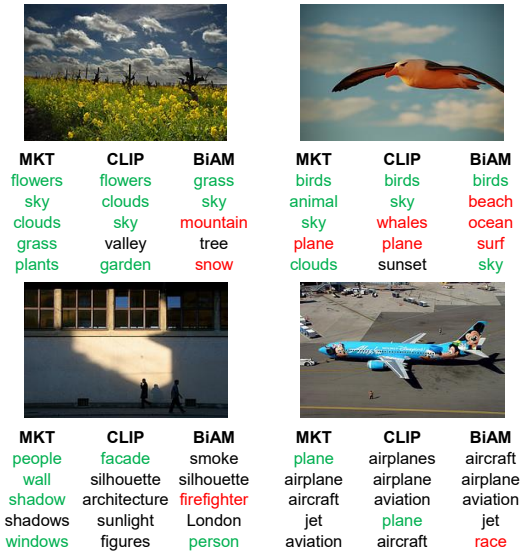 MKT CLIP BiAM
flowers flowers grass
sky clouds sky
clouds sky mountain
grass valley tree
plants garden snow
MKT CLIP BiAM
birds birds birds
animal sky beach
sky whales ocean
plane plane surf
clouds sunset sky
MKT CLIP BiAM
people facade smoke
wall silhouette silhouette
shadow architecture firefighter
shadows sunlight London
windows figures person
MKT CLIP BiAM
plane airplanes aircraft
airplane airplane airplane
aircraft aviation aviation
jet plane jet
aviation aircraft race